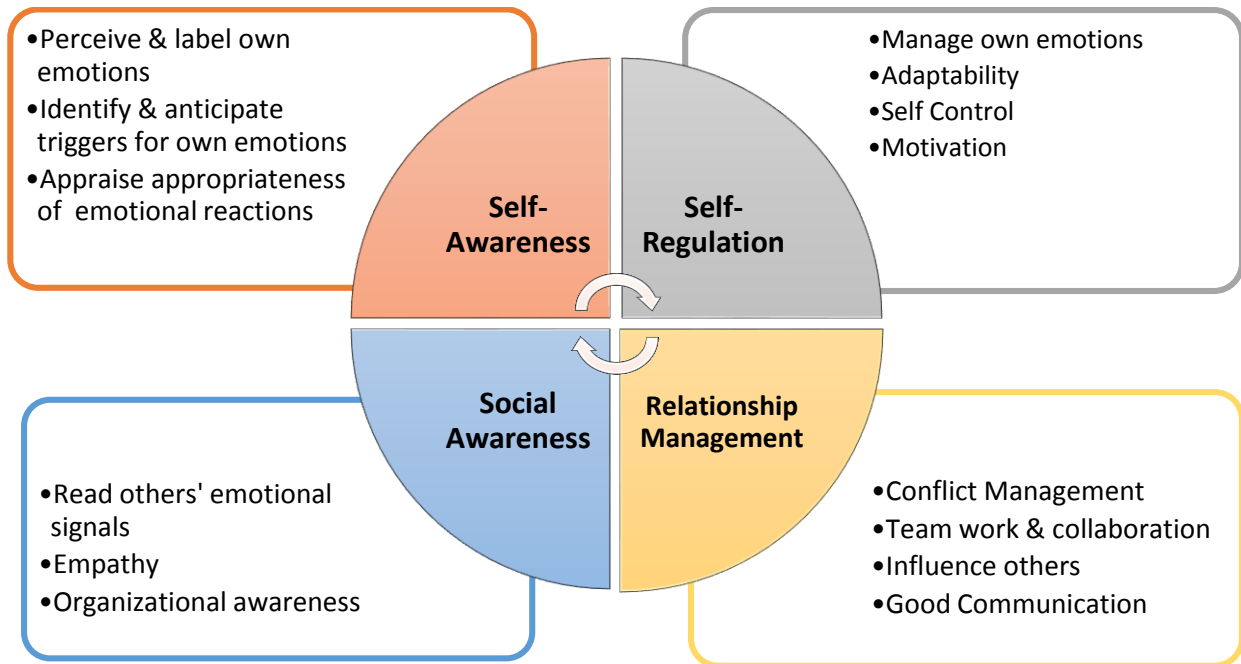 •Perceive & label own
emotions
•Identify & anticipate
triggers for own emotions
•Appraise appropriateness
of emotional reactions
•Manage own emotions
•Adaptability
•Self Control
•Motivation
Self-
Awareness
Self-
Regulation
Social
Awareness
Relationship
Management
•Read others' emotional
signals
•Empathy
•Organizational awareness
•Conflict Management
•Team work & collaboration
•Influence others
•Good Communication